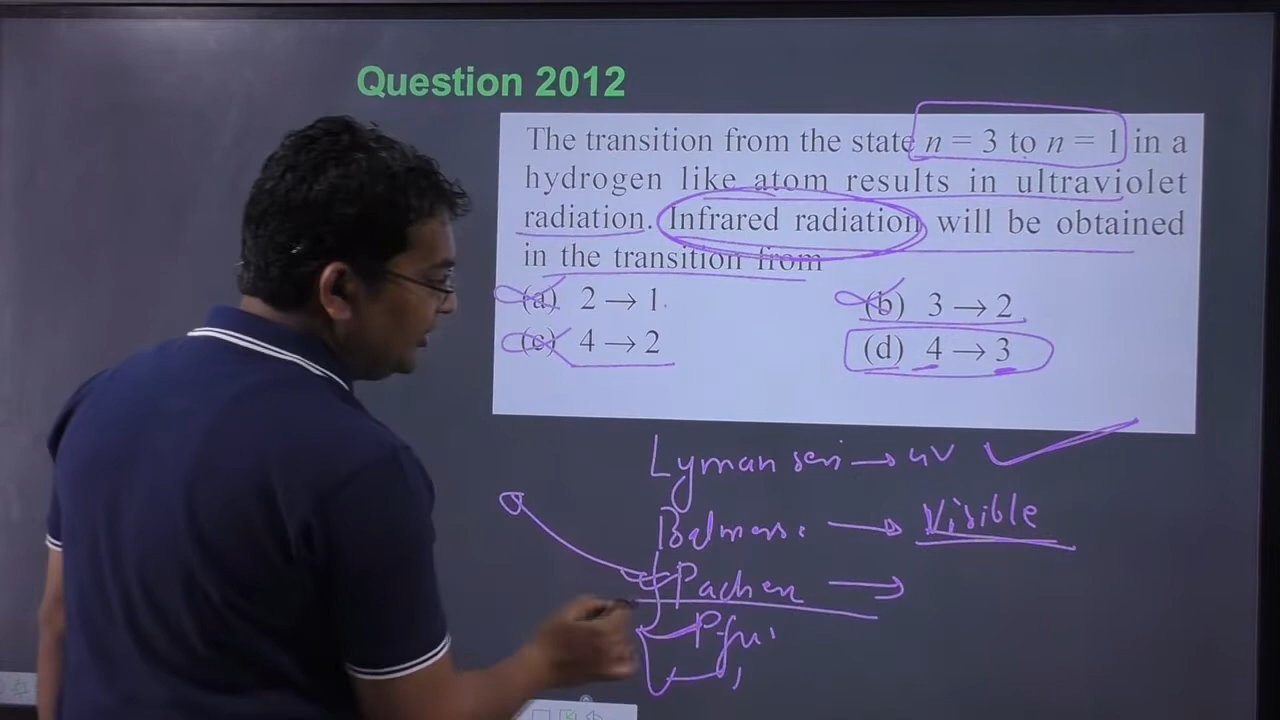 Question 2012
The transition from the state n = 3 to n = 1 in a
hydrogen like atom results in ultraviolet
radiation. Infrared radiation will be obtained
in the transition from
(a) 2 → 1.
(b) 3 → 2
(c) 4 → 2
(d) 4 → 3
Lyman seri → UV
Balmer → Visible
Pachen →